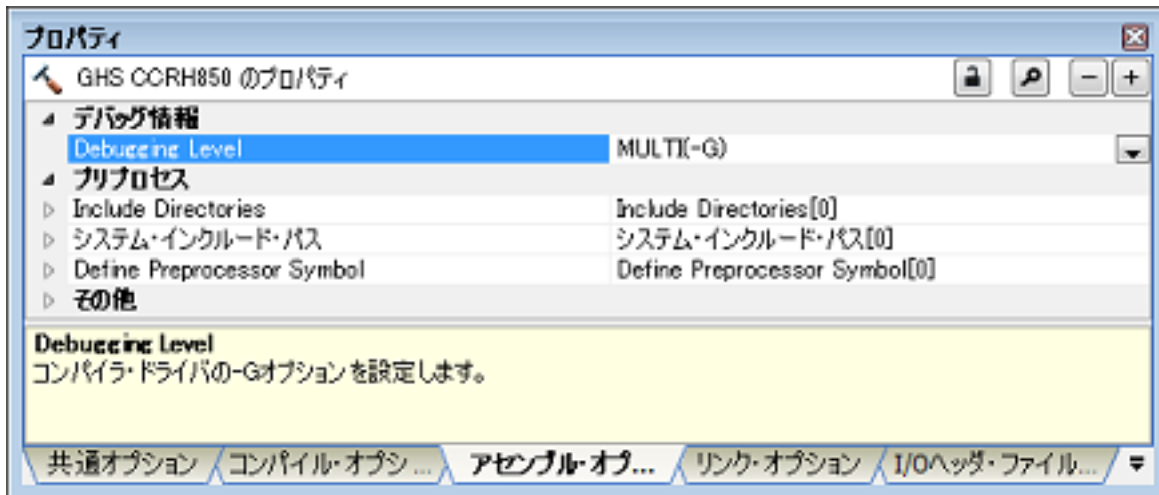 プロパティ
GHS CCRH850 のプロパティ
デバッグ情報
Debugging Level MULTI(-G)
プリプロセス
Include Directories Include Directories[0]
システム・インクルード・パス システム・インクルード・パス[0]
Define Preprocessor Symbol Define Preprocessor Symbol[0]
その他
Debugging Level
コンパイラ・ドライバの-Gオプションを設定します。
共通オプション コンパイル・オプシ... アセンブル・オプ... リンク・オプション I/Oヘッダ・ファイル...